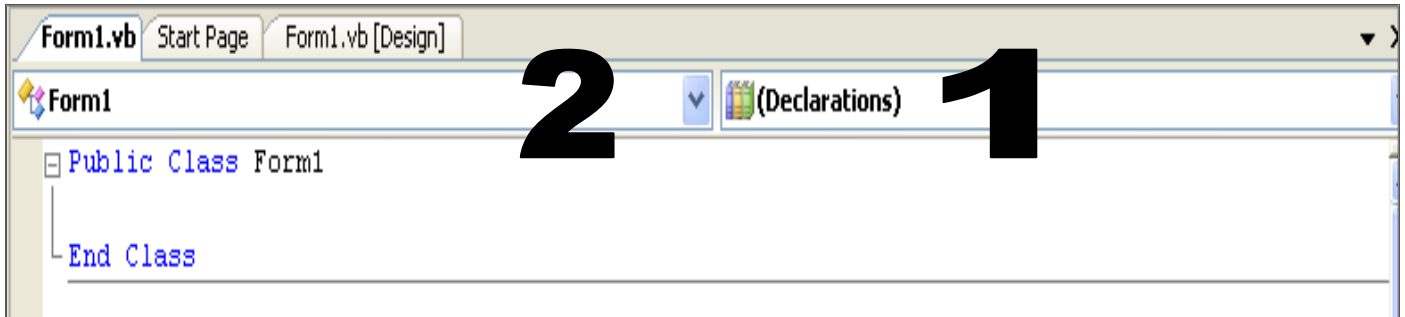 Form1.vb Start Page Form1.vb [Design]
Form1 2 (Declarations) 1
Public Class Form1
End Class